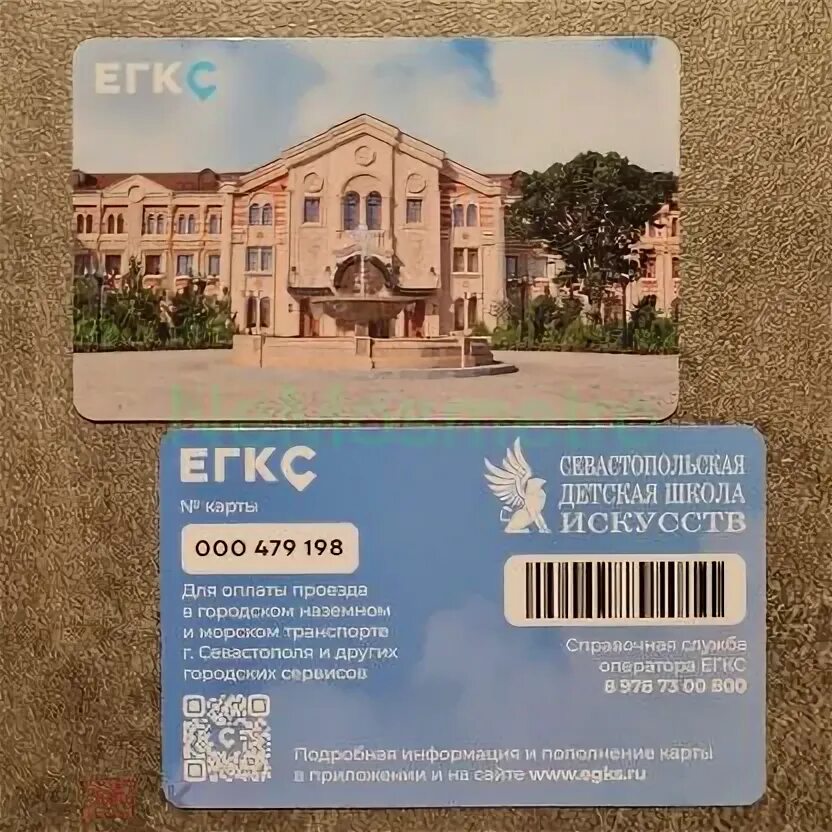 ЕГКС
ЕГКС
№ карты
000 479 198
Для оплаты проезда
в городском наземном
и морском транспорте
г. Севастополя и других
городских сервисов
СЕВАСТОПОЛЬСКАЯ
ДЕТСКАЯ ШКОЛА
ИСКУССТВ
Справочная служба
оператора ЕГКС
8 978 73 00 800
Подробная информация и пополнение карты
в приложении и на сайте www.egks.ru